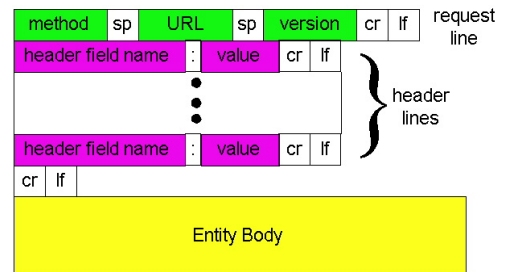 method sp URL sp version cr lf request line
header field name : value cr lf
header lines
header field name : value cr lf
cr lf
Entity Body